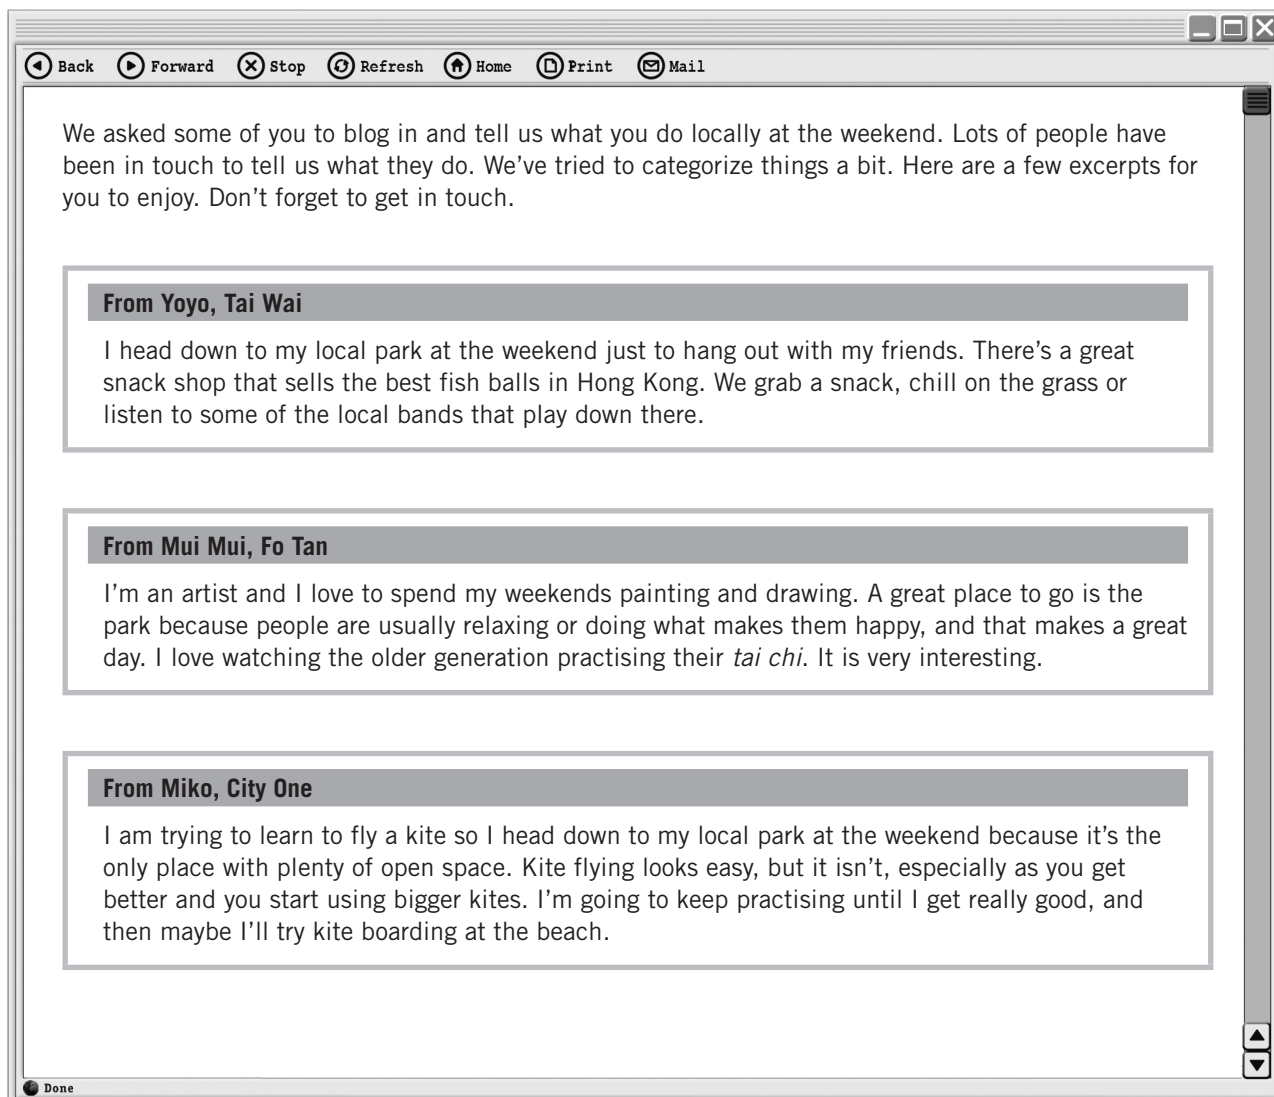 Back Forward Stop Refresh Home Print Mail
We asked some of you to blog in and tell us what you do locally at the weekend. Lots of people have
been in touch to tell us what they do. We've tried to categorize things a bit. Here are a few excerpts for
you to enjoy. Don't forget to get in touch.
From Yoyo, Tai Wai
I head down to my local park at the weekend just to hang out with my friends. There's a great
snack shop that sells the best fish balls in Hong Kong. We grab a snack, chill on the grass or
listen to some of the local bands that play down there.
From Mui Mui, Fo Tan
I'm an artist and I love to spend my weekends painting and drawing. A great place to go is the
park because people are usually relaxing or doing what makes them happy, and that makes a great
day. I love watching the older generation practising their tai chi. It is very interesting.
From Miko, City One
I am trying to learn to fly a kite so I head down to my local park at the weekend because it's the
only place with plenty of open space. Kite flying looks easy, but it isn't, especially as you get
better and you start using bigger kites. I'm going to keep practising until I get really good, and
then maybe I'll try kite boarding at the beach.
Done